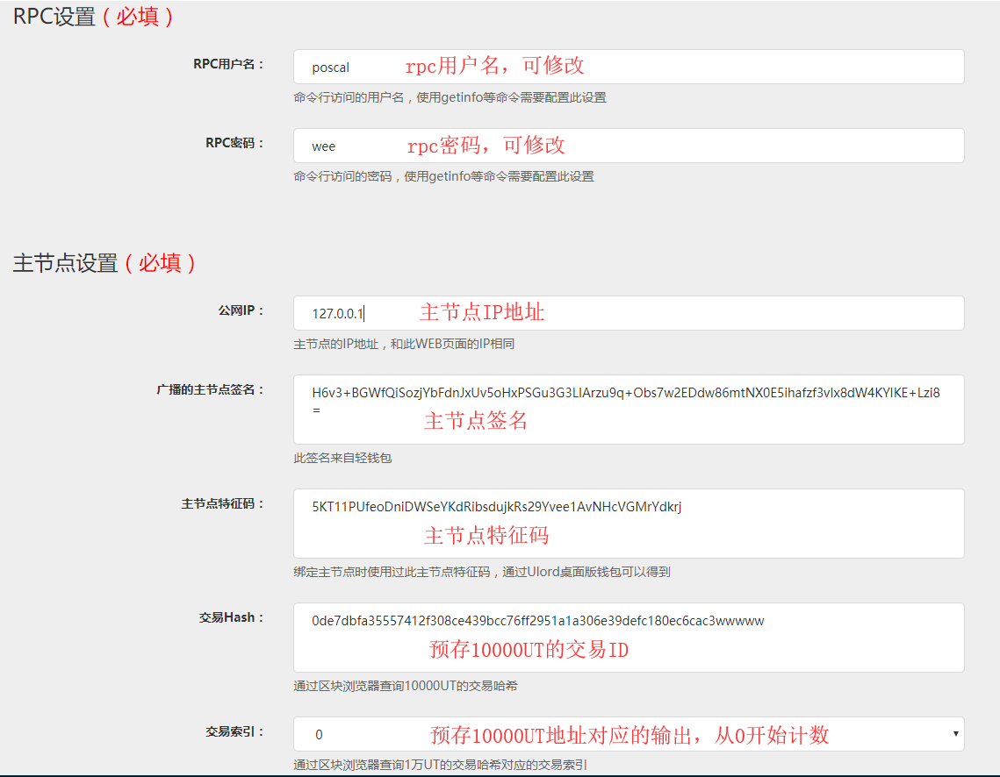 RPC设置（必填）
RPC用户名： poscal rpc用户名，可修改
命令行访问的用户名，使用getinfo等命令需要配置此设置
RPC密码： wee rpc密码，可修改
命令行访问的密码，使用getinfo等命令需要配置此设置
主节点设置（必填）
公网IP： 127.0.0.1 主节点IP地址
主节点的IP地址，和此WEB页面的IP相同
广播的主节点签名： H6v3+BGWfQiSozjYbFdnJxUv5oHxPSGu3G3LIArzu9q+Obs7w2EDdw86mtNX0E5ihafzf3vlx8dW4KYIKE+Lzi8
=
主节点签名
此签名来自轻钱包
主节点特征码： 5KT11PUfeoDniDWSeYKdRibsdujkRs29Yvee1AvNHcVGMrYdkrj
主节点特征码
绑定主节点时使用过此主节点特征码，通过Ulord桌面版钱包可以得到
交易Hash： 0de7dbfa35557412f308ce439bcc76ff2951a1a306e39defc180ec6cac3wwwww
预存10000UT的交易ID
通过区块浏览器查询10000UT的交易哈希
交易索引： 0 预存10000UT地址对应的输出，从0开始计数
通过区块浏览器查询1万UT的交易哈希对应的交易索引